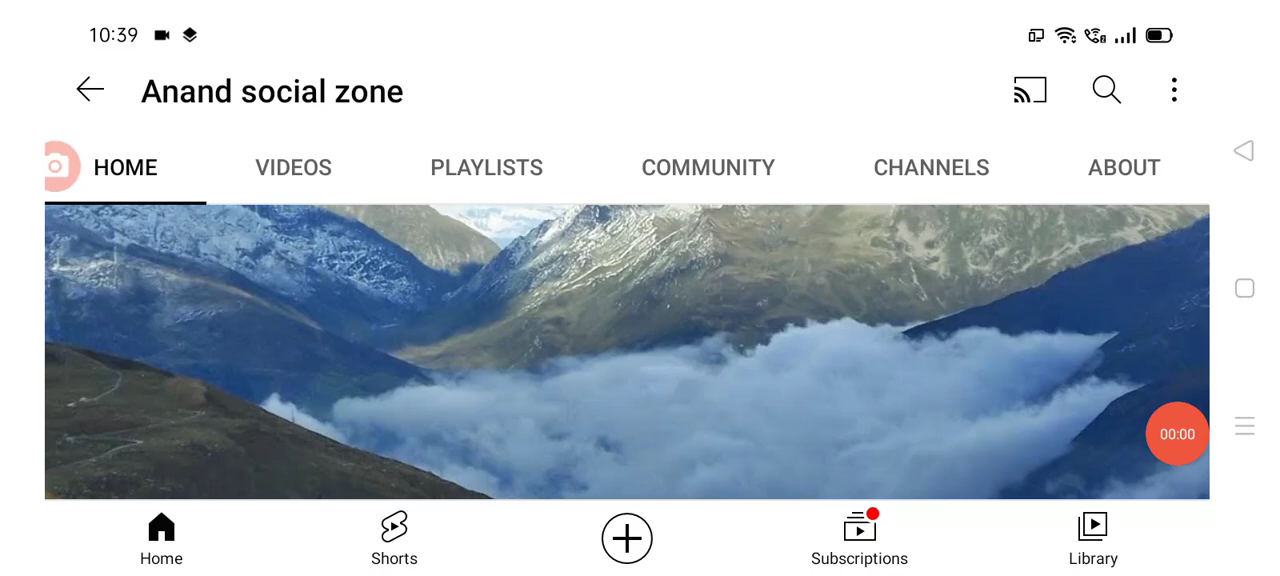 10:39
Anand social zone
HOME VIDEOS PLAYLISTS COMMUNITY CHANNELS ABOUT
00:00
Home Shorts Subscriptions Library